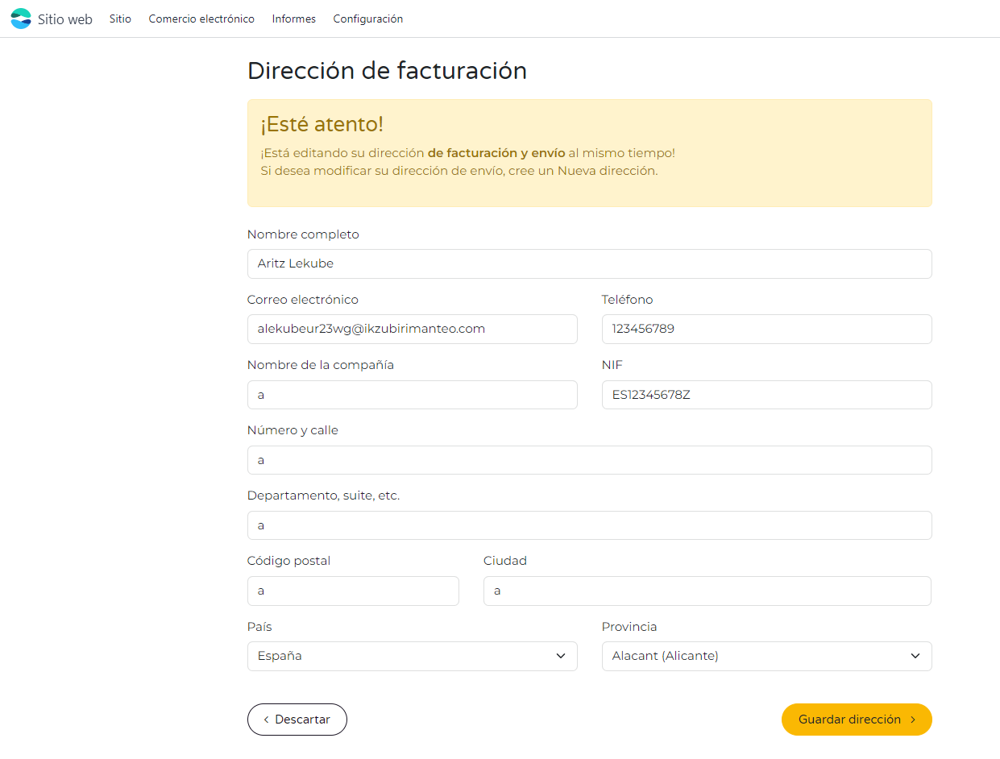 Sitio web Sitio Comercio electrónico Informes Configuración
Dirección de facturación
¡Esté atento!
¡Está editando su dirección de facturación y envío al mismo tiempo!
Si desea modificar su dirección de envío, cree un Nueva dirección.
Nombre completo
Aritz Lekube
Correo electrónico Teléfono
alekubeur23wg@ikzubirimanteo.com 123456789
Nombre de la compañía NIF
a ES12345678Z
Número y calle
a
Departamento, suite, etc.
a
Código postal Ciudad
a a
País Provincia
España Alacant (Alicante)
Descartar Guardar dirección